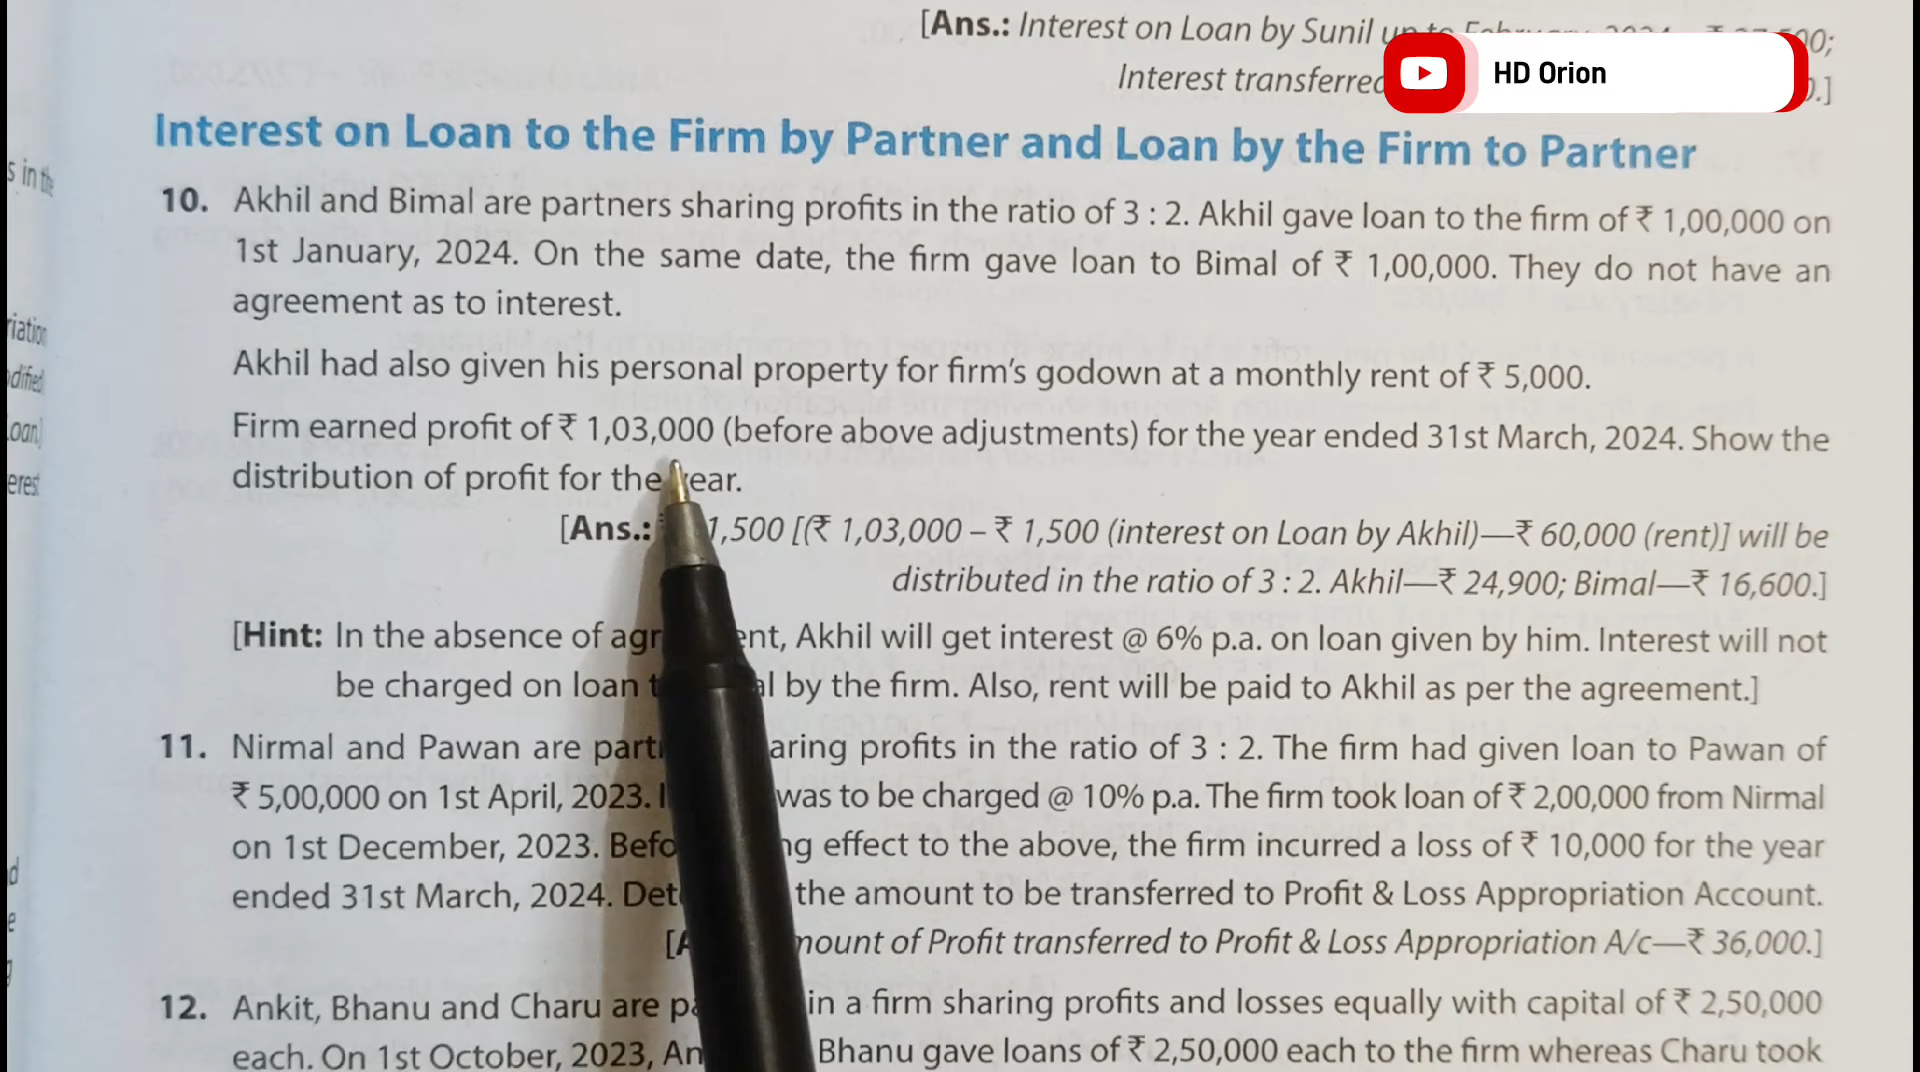 [Ans.: Interest on Loan by Sunil up to
00;
HD Orion
Interest transferred
0.]
Interest on Loan to the Firm by Partner and Loan by the Firm to Partner
10. Akhil and Bimal are partners sharing profits in the ratio of 3 : 2. Akhil gave loan to the firm of ₹ 1,00,000 on
1st January, 2024. On the same date, the firm gave loan to Bimal of ₹ 1,00,000. They do not have an
agreement as to interest.
Akhil had also given his personal property for firm's godown at a monthly rent of ₹ 5,000.
Firm earned profit of ₹ 1,03,000 (before above adjustments) for the year ended 31st March, 2024. Show the
distribution of profit for the year.
[Ans.: 1,500 [(₹ 1,03,000 – ₹ 1,500 (interest on Loan by Akhil)—₹ 60,000 (rent)] will be
distributed in the ratio of 3 : 2. Akhil—₹ 24,900; Bimal—₹ 16,600.]
[Hint: In the absence of agr ent, Akhil will get interest @ 6% p.a. on loan given by him. Interest will not
be charged on loan t al by the firm. Also, rent will be paid to Akhil as per the agreement.]
11. Nirmal and Pawan are part aring profits in the ratio of 3 : 2. The firm had given loan to Pawan of
₹ 5,00,000 on 1st April, 2023. I was to be charged @ 10% p.a. The firm took loan of ₹ 2,00,000 from Nirmal
on 1st December, 2023. Befo ng effect to the above, the firm incurred a loss of ₹ 10,000 for the year
ended 31st March, 2024. Det the amount to be transferred to Profit & Loss Appropriation Account.
[A mount of Profit transferred to Profit & Loss Appropriation A/c—₹ 36,000.]
12. Ankit, Bhanu and Charu are pa in a firm sharing profits and losses equally with capital of ₹ 2,50,000
each. On 1st October, 2023, An Bhanu gave loans of ₹ 2,50,000 each to the firm whereas Charu took
s in the
riation
dified
oan]
erest
d
e
g